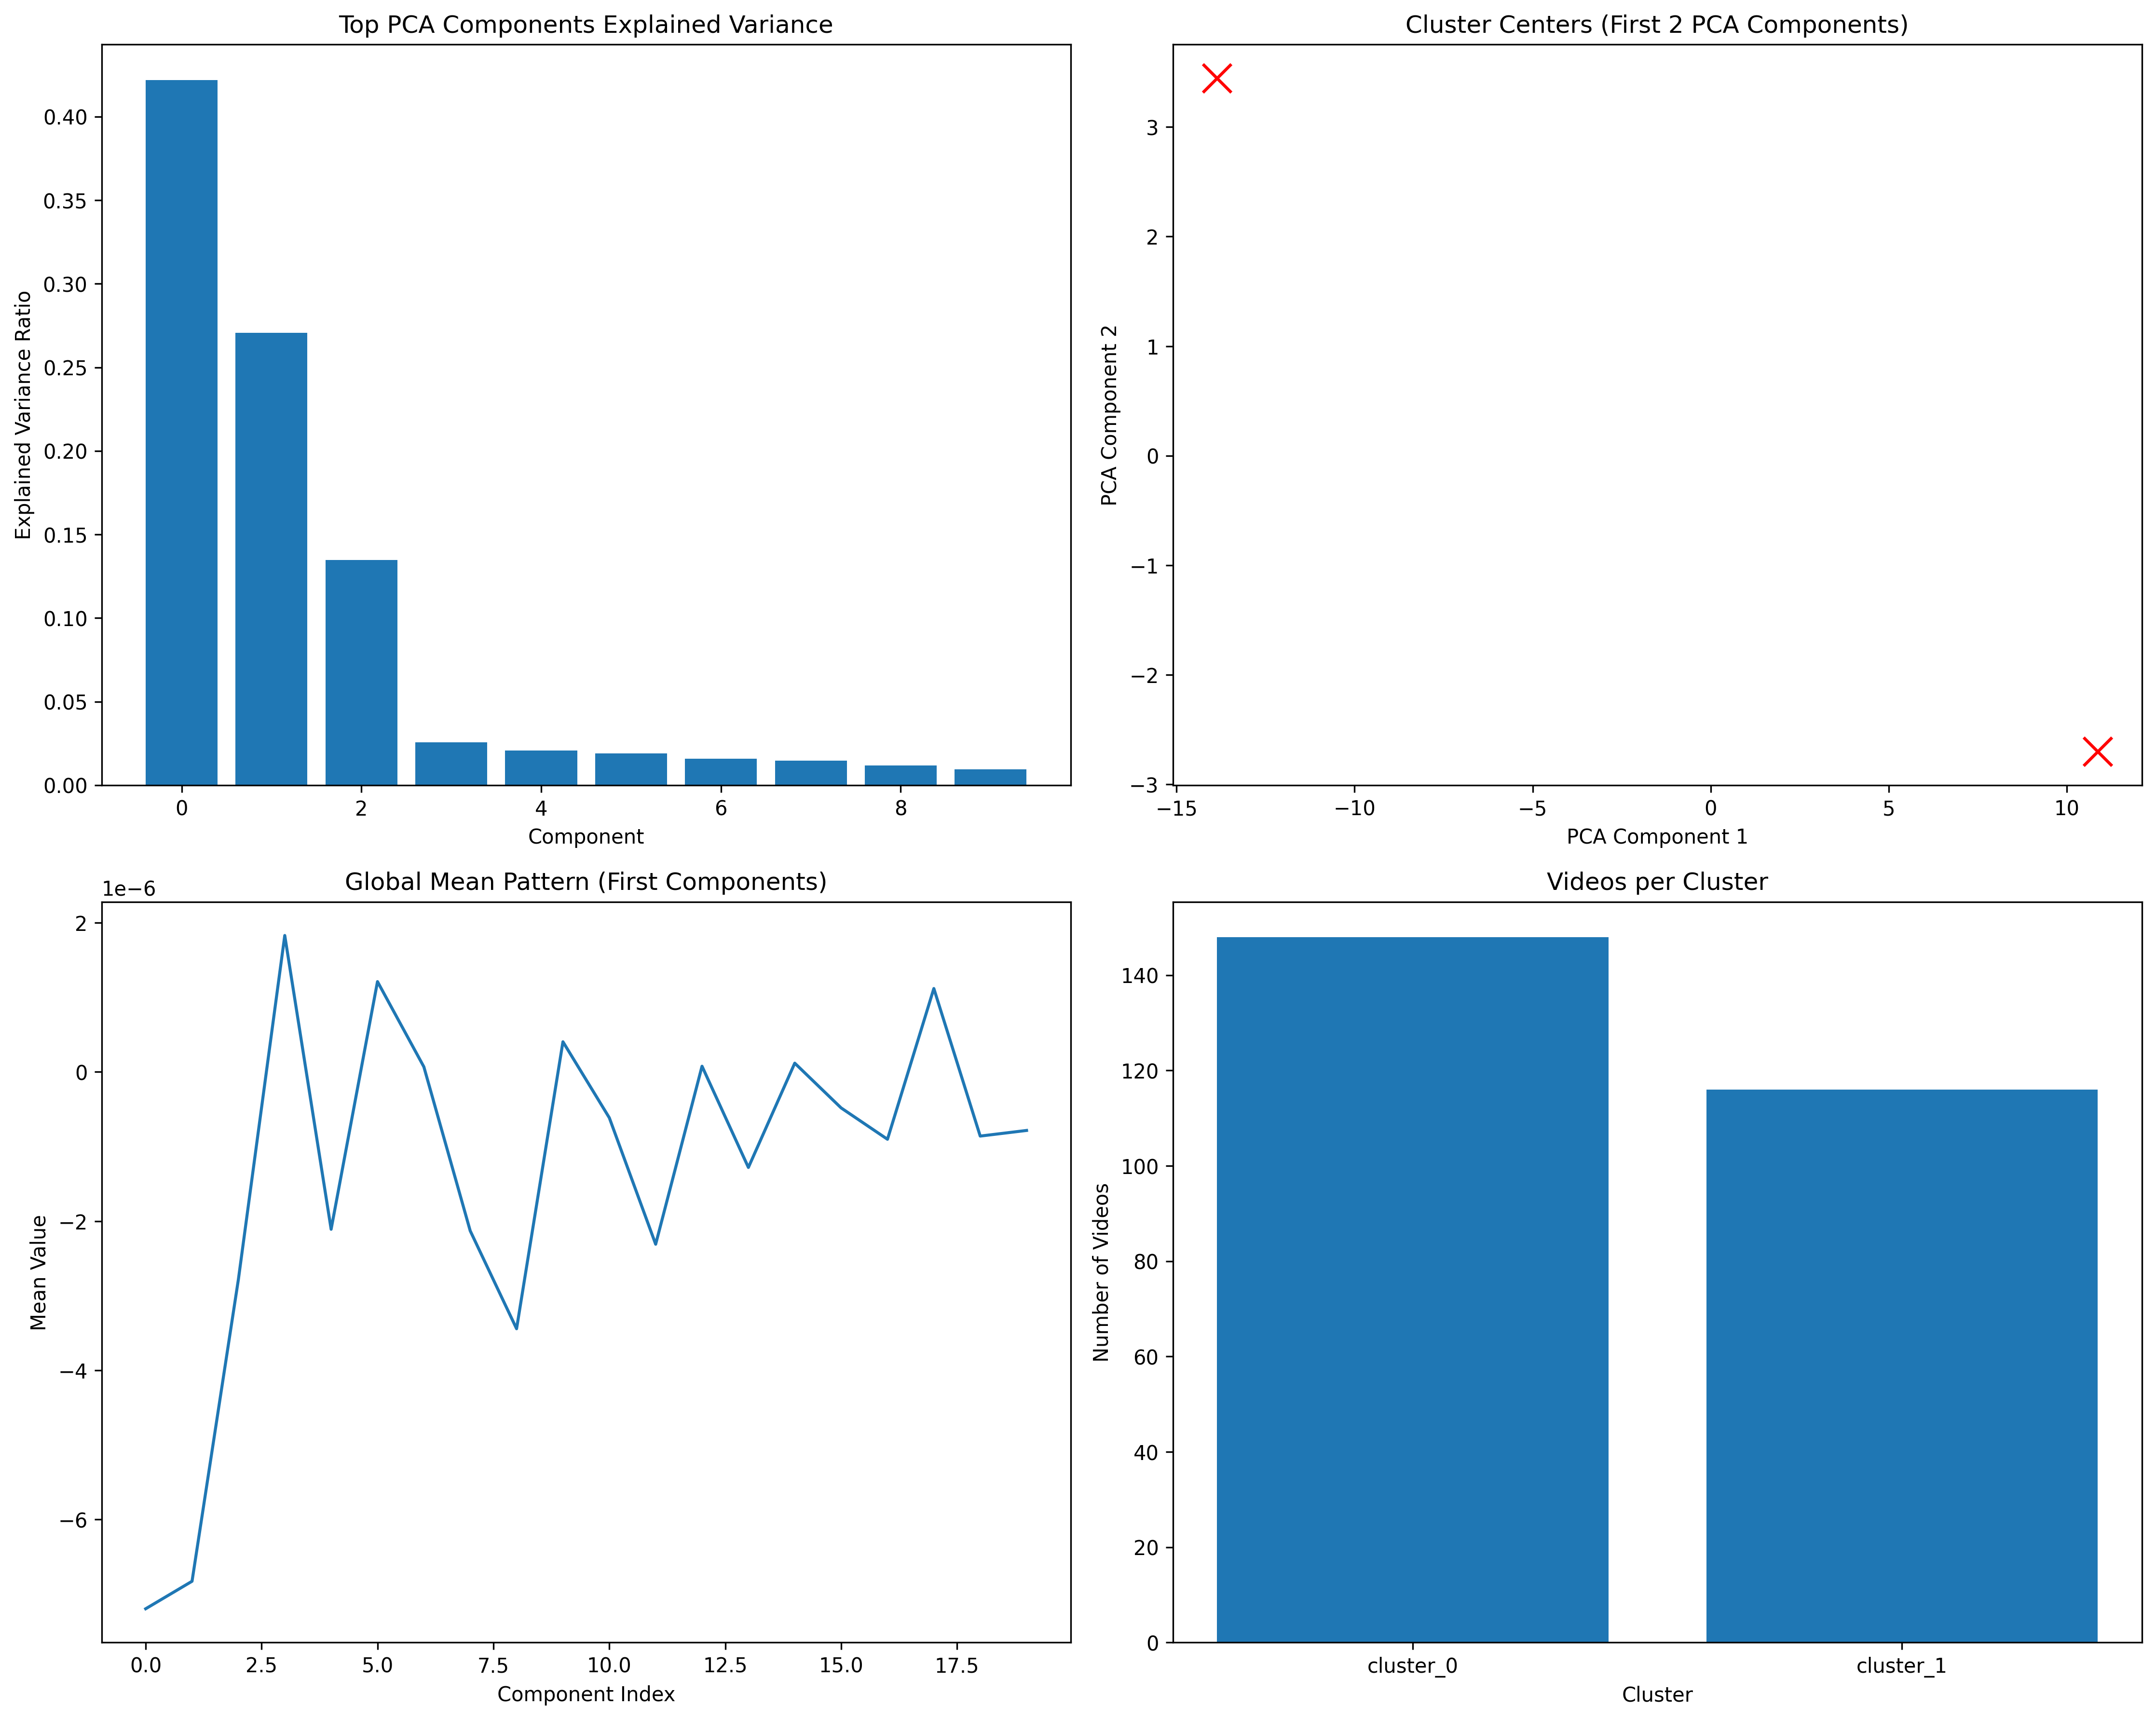 Top PCA Components Explained Variance
Explained Variance Ratio
0.40
0.35
0.30
0.25
0.20
0.15
0.10
0.05
0.00
0 2 4 6 8
Component
Cluster Centers (First 2 PCA Components)
PCA Component 2
3
2
1
0
−1
−2
−3
−15 −10 −5 0 5 10
PCA Component 1
Global Mean Pattern (First Components)
1e−6
Mean Value
2
0
−2
−4
−6
0.0 2.5 5.0 7.5 10.0 12.5 15.0 17.5
Component Index
Videos per Cluster
Number of Videos
140
120
100
80
60
40
20
0
cluster_0 cluster_1
Cluster